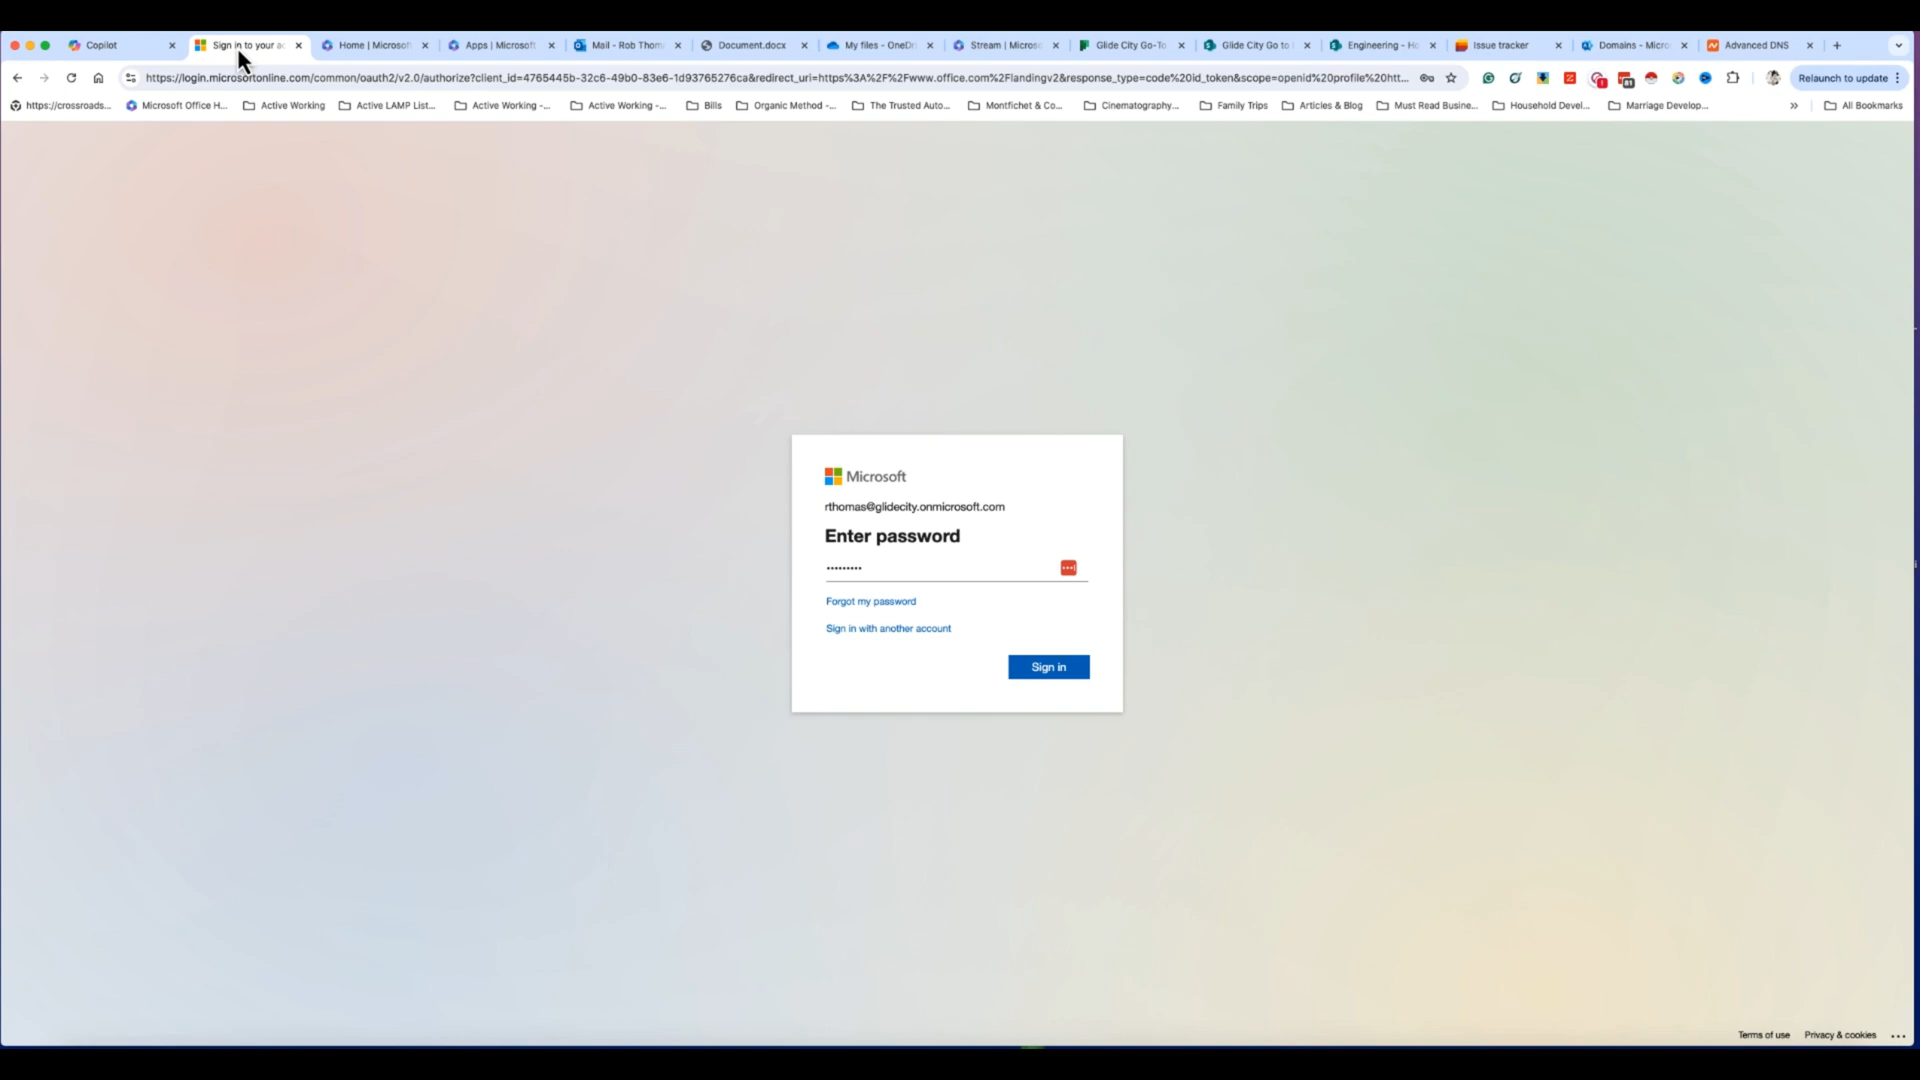 Copilot
Sign in to your ac
Home | Microsof
Apps | Microsoft
Mail - Rob Thom
Document.docx
My files - OneDri
Stream | Micros
Glide City Go-To
Glide City Go to
Engineering - Ho
Issue tracker
Domains - Micro
Advanced DNS
https://login.microsoftonline.com/common/oauth2/v2.0/authorize?client_id=4765445b-32c6-49b0-83e6-1d93765276ca&redirect_uri=https%3A%2F%2Fwww.office.com%2Flandingv2&response_type=code%20id_token&scope=openid%20profile%20htt...
81
Relaunch to update
https://crossroads...
Microsoft Office H...
Active Working
Active LAMP List...
Active Working -...
Active Working -...
Bills
Organic Method -...
The Trusted Auto...
Montfichet & Co...
Cinematography...
Family Trips
Articles & Blog
Must Read Busine...
Household Devel...
Marriage Develop...
All Bookmarks
Microsoft
rthomas@glidecity.onmicrosoft.com
Enter password
•••••••••
Forgot my password
Sign in with another account
Sign in
Terms of use
Privacy & cookies